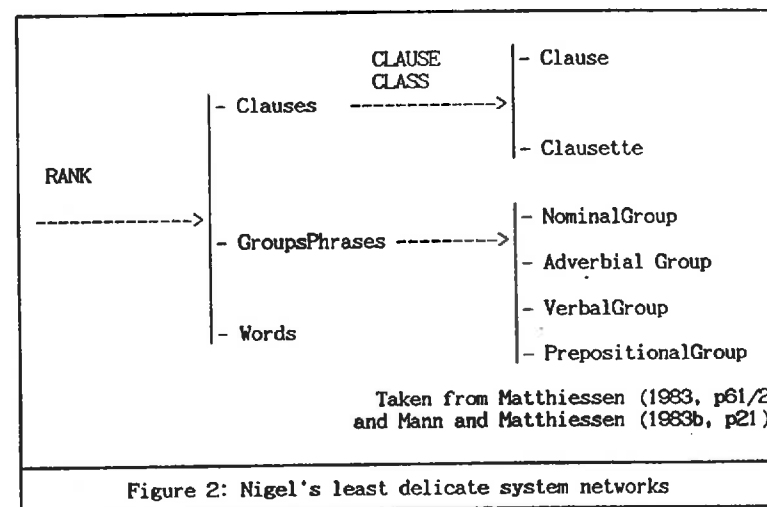 CLAUSE
CLASS
- Clause
- Clauses
- Clausette
RANK
- NominalGroup
- GroupsPhrases
- Adverbial Group
- VerbalGroup
- Words
- PrepositionalGroup
Taken from Matthiessen (1983, p61/2
and Mann and Matthiessen (1983b, p21)
Figure 2: Nigel's least delicate system networks